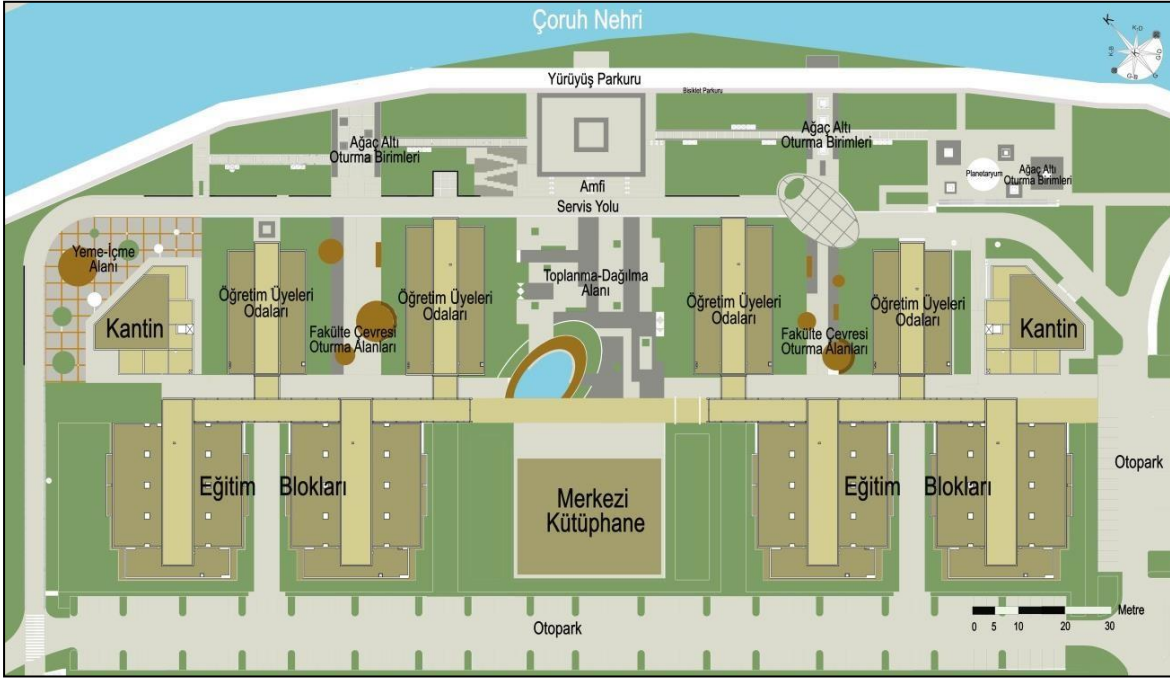 Çoruh Nehri
K
K-D
K-B
G-D
G-B
G
Yürüyüş Parkuru
Bisiklet Parkuru
Ağaç Altı
Oturma Birimleri
Ağaç Altı
Oturma Birimleri
Planetaryum
Ağaç Altı
Oturma Birimleri
Amfi
Servis Yolu
Yeme-İçme
Alanı
Kantin
Öğretim Üyeleri
Odaları
Fakülte Çevresi
Oturma Alanları
Öğretim Üyeleri
Odaları
Toplanma-Dağılma
Alanı
Öğretim Üyeleri
Odaları
Fakülte Çevresi
Oturma Alanları
Öğretim Üyeleri
Odaları
Kantin
Otopark
Eğitim Blokları
Merkezi
Kütüphane
Eğitim Blokları
Otopark
Metre
0 5 10 20 30